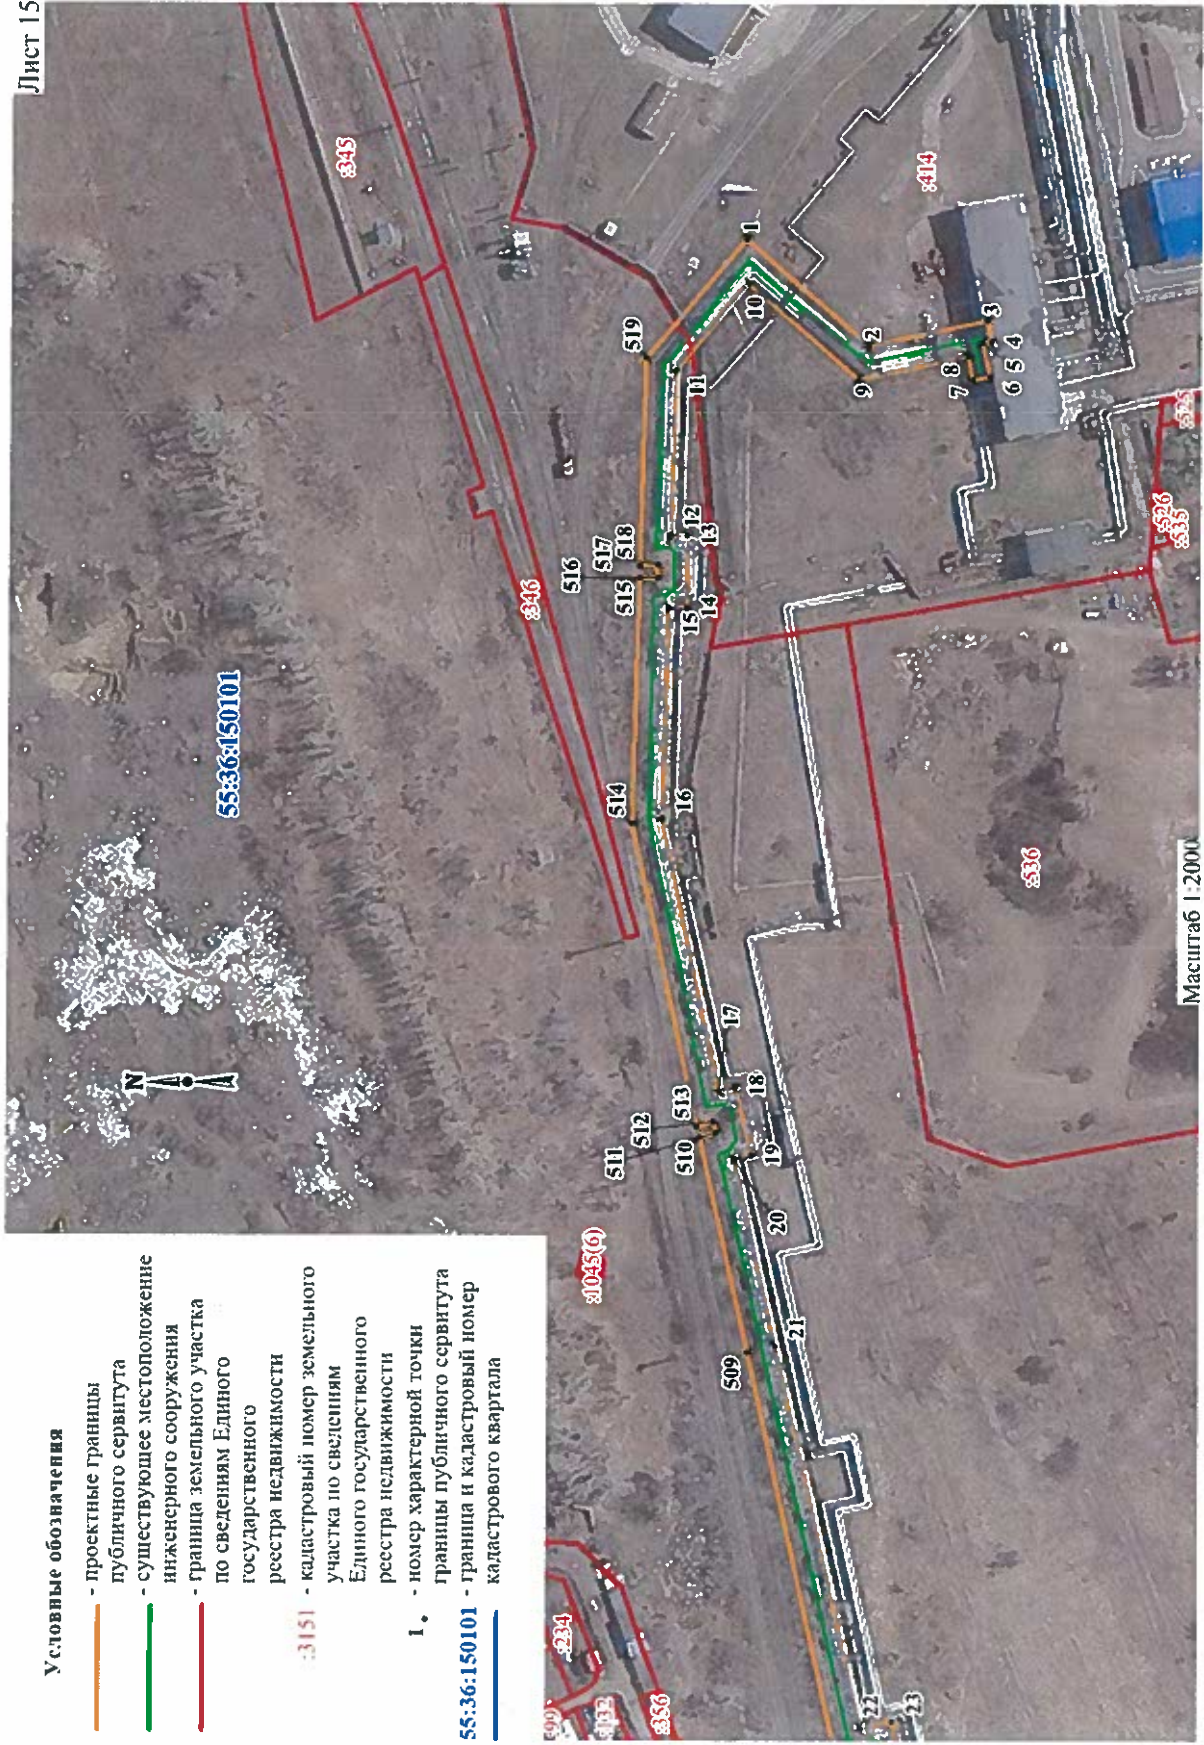 Лист 15
Условные обозначения
- проектные границы
публичного сервитута
- существующее местоположение
инженерного сооружения
- граница земельного участка
по сведениям Единого
государственного
реестра недвижимости
:3151 - кадастровый номер земельного
участка по сведениям
Единого государственного
реестра недвижимости
1 • - номер характерной точки
границы публичного сервитута
55:36:150101 - граница и кадастровый номер
кадастрового квартала
N
55:36:150101
:345
:346
:414
:1045(6)
:536
:526
:535
:234
:132
:356
519
1
10
2
3
4
5
6
7
8
9
11
12
13
14
15
516
517
518
515
514
16
17
18
19
20
513
512
511
510
509
21
22
23
Масштаб 1:2000